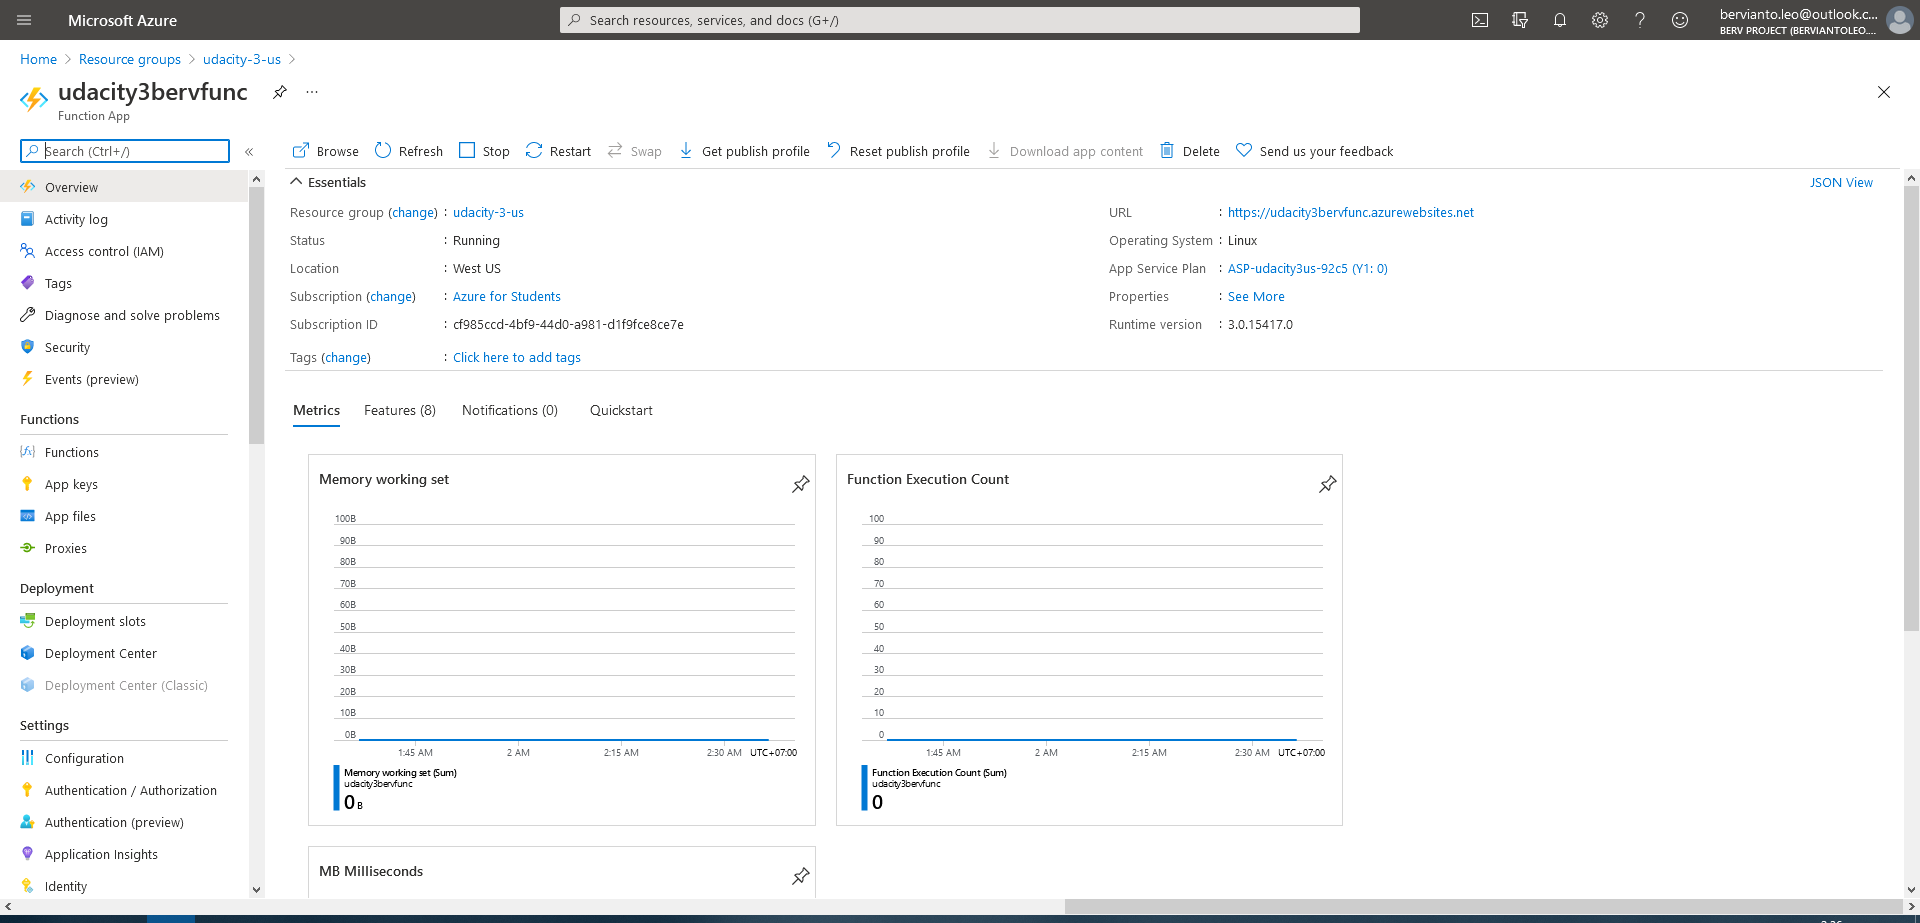 Microsoft Azure
Search resources, services, and docs (G+/)
bervianto.leo@outlook.c...
BERV PROJECT (BERVIANTOLEO....
Home > Resource groups > udacity-3-us >
udacity3bervfunc
...
Function App
Search (Ctrl+/)
«
Browse
Refresh
Stop
Restart
Swap
Get publish profile
Reset publish profile
Download app content
Delete
Send us your feedback
Overview
Activity log
Access control (IAM)
Tags
Diagnose and solve problems
Security
Events (preview)
Functions
Functions
App keys
App files
Proxies
Deployment
Deployment slots
Deployment Center
Deployment Center (Classic)
Settings
Configuration
Authentication / Authorization
Authentication (preview)
Application Insights
Identity
Essentials
JSON View
Resource group (change) : udacity-3-us
Status : Running
Location : West US
Subscription (change) : Azure for Students
Subscription ID : cf985ccd-4bf9-44d0-a981-d1f9fce8ce7e
Tags (change) : Click here to add tags
URL : https://udacity3bervfunc.azurewebsites.net
Operating System : Linux
App Service Plan : ASP-udacity3us-92c5 (Y1: 0)
Properties : See More
Runtime version : 3.0.15417.0
Metrics
Features (8)
Notifications (0)
Quickstart
Memory working set
100B
90B
80B
70B
60B
50B
40B
30B
20B
10B
0B
1:45 AM 2 AM 2:15 AM 2:30 AM UTC+07:00
Memory working set (Sum)
udacity3bervfunc
0 B
Function Execution Count
100
90
80
70
60
50
40
30
20
10
0
1:45 AM 2 AM 2:15 AM 2:30 AM UTC+07:00
Function Execution Count (Sum)
udacity3bervfunc
0
MB Milliseconds